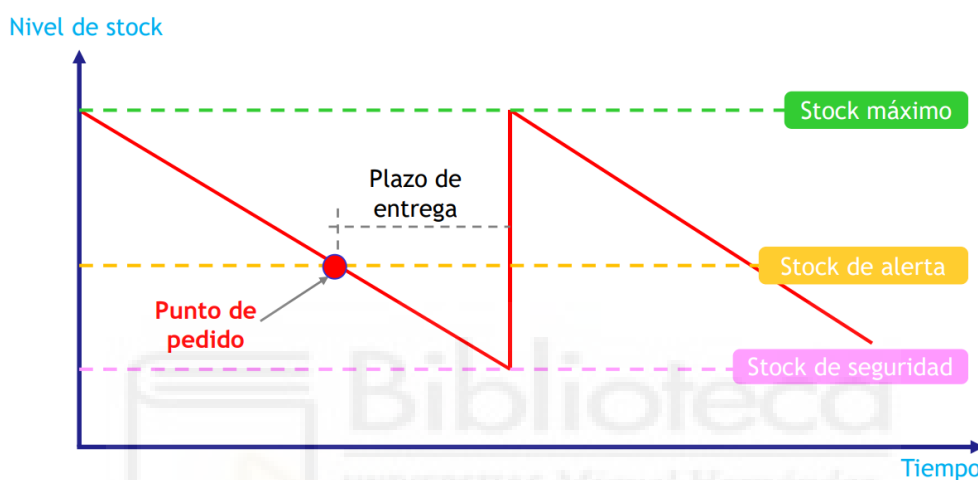 Nivel de stock
Stock máximo
Plazo de
entrega
Stock de alerta
Punto de
pedido
Stock de seguridad
Biblioteca
Tiempo